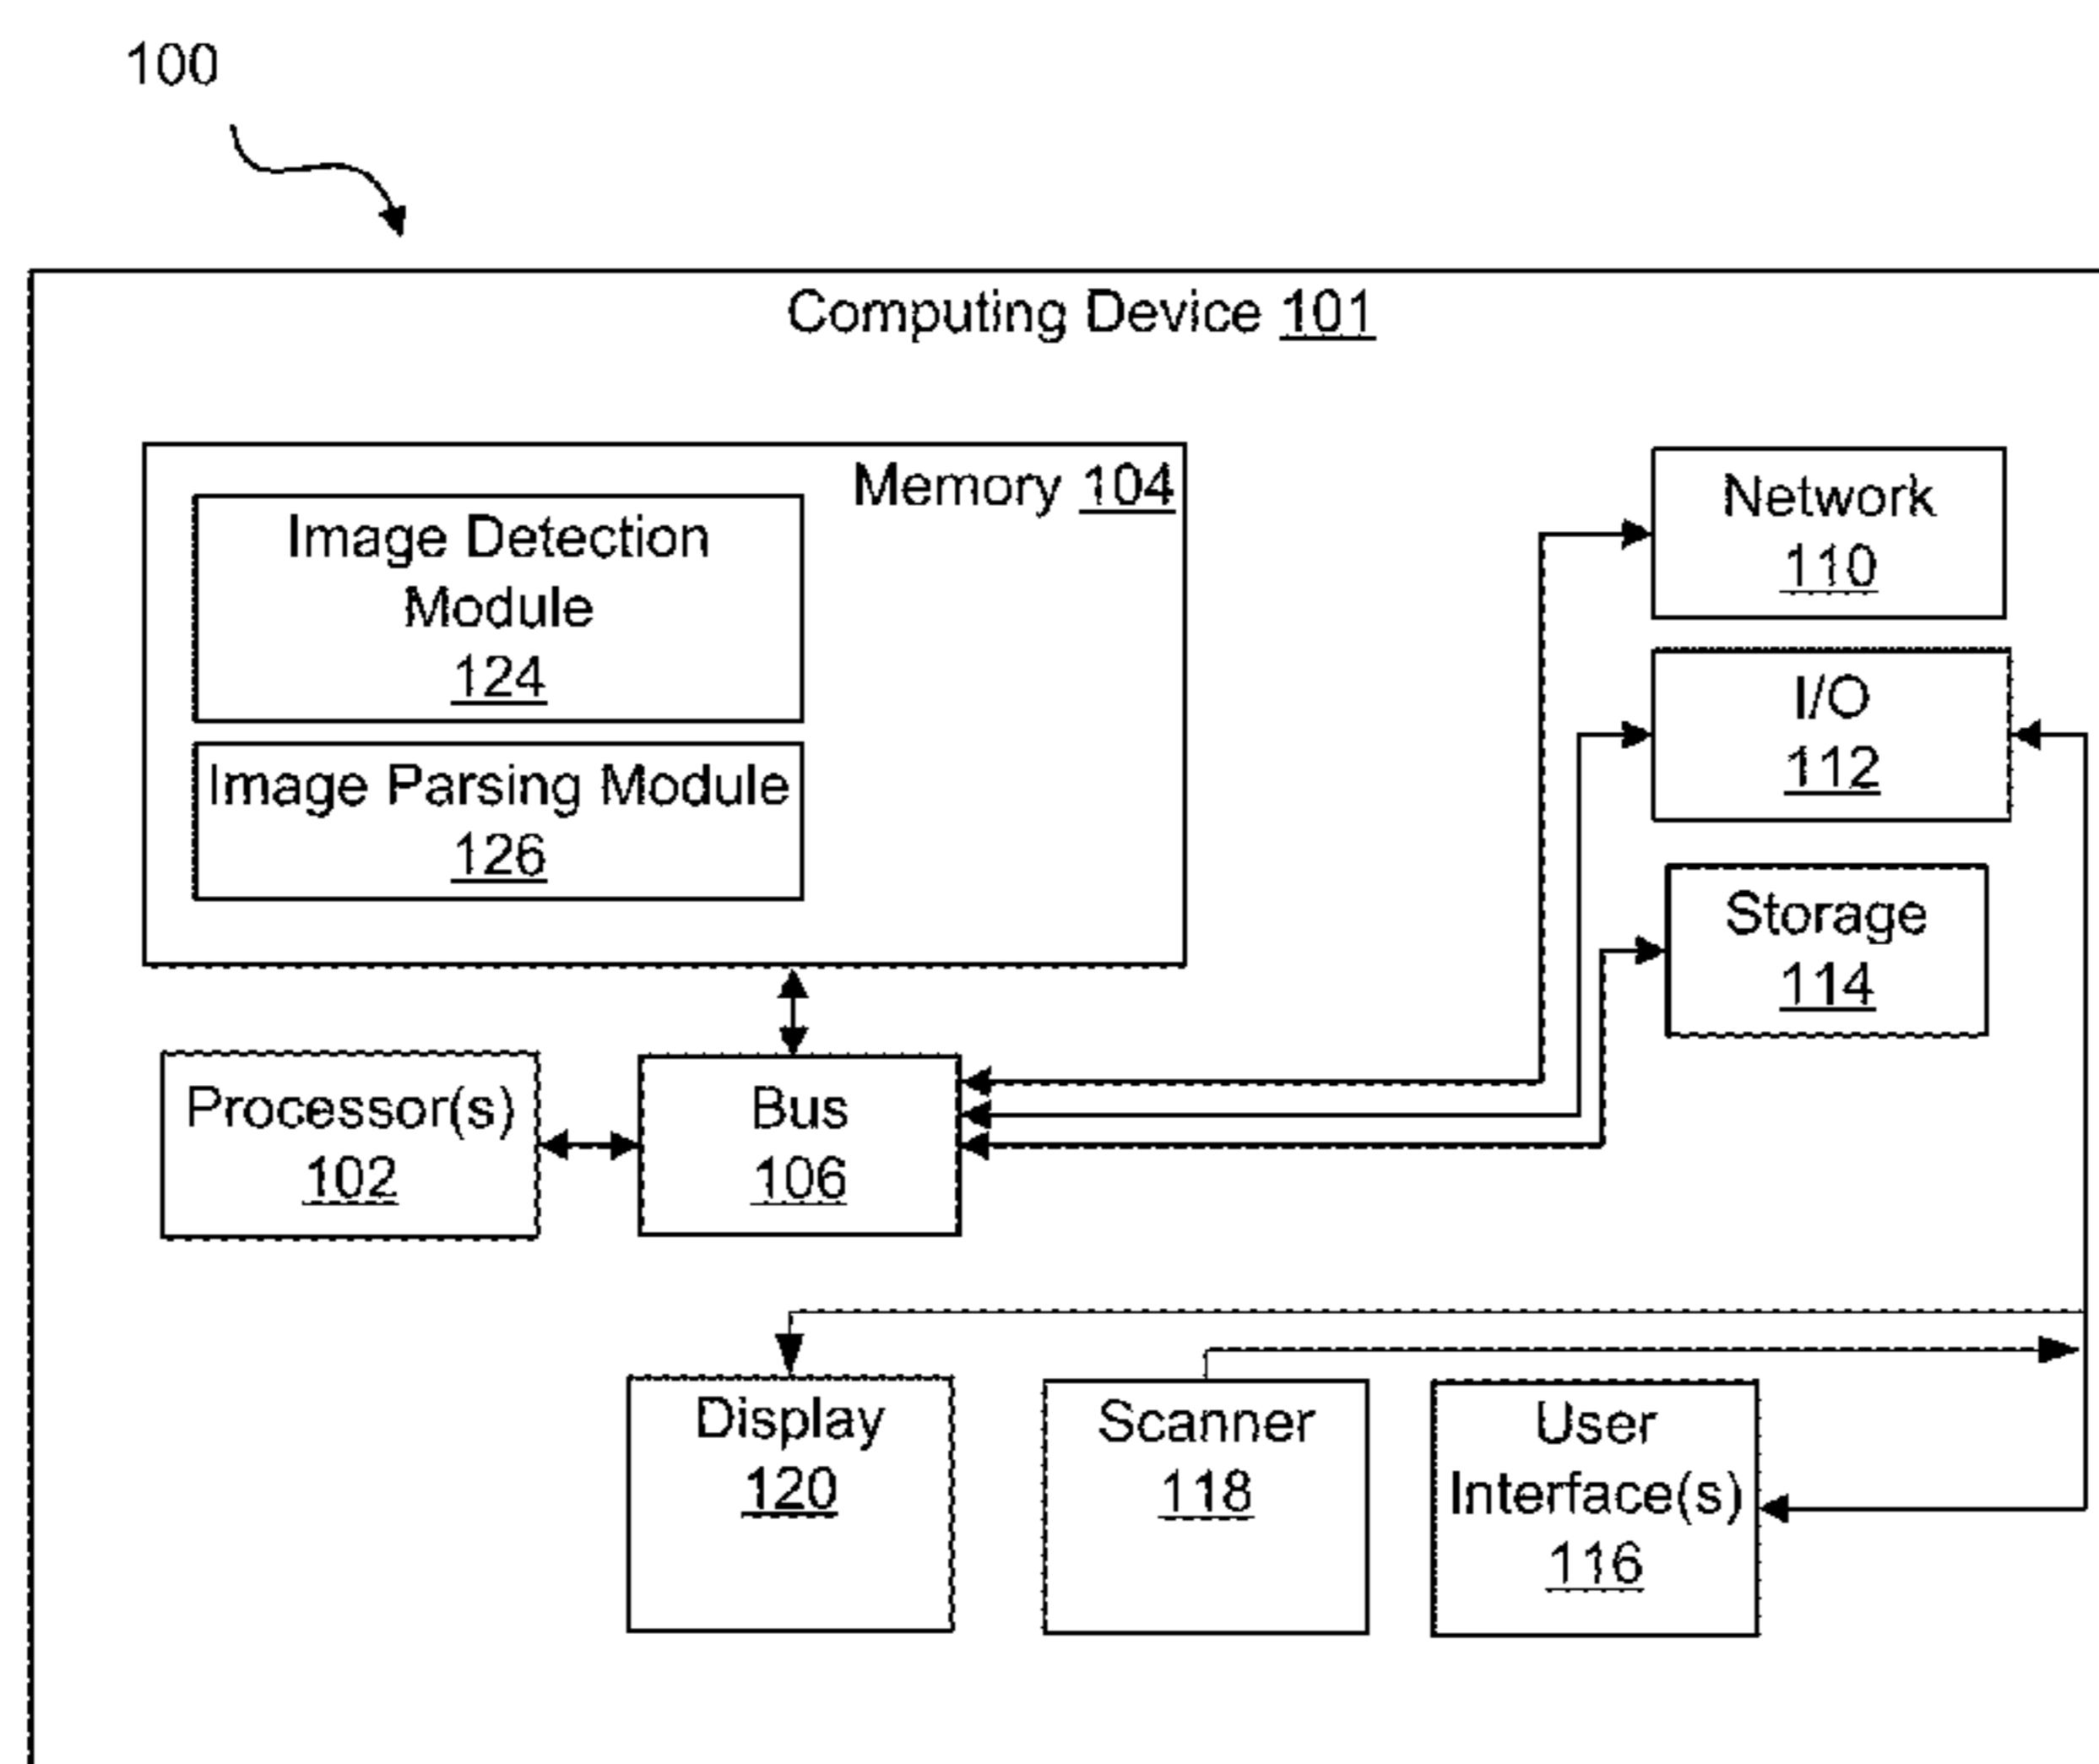 100
Computing Device 101
Memory 104
Image Detection
Module
124
Image Parsing Module
126
Network
110
I/O
112
Storage
114
Processor(s)
102
Bus
106
Display
120
Scanner
118
User
Interface(s)
116